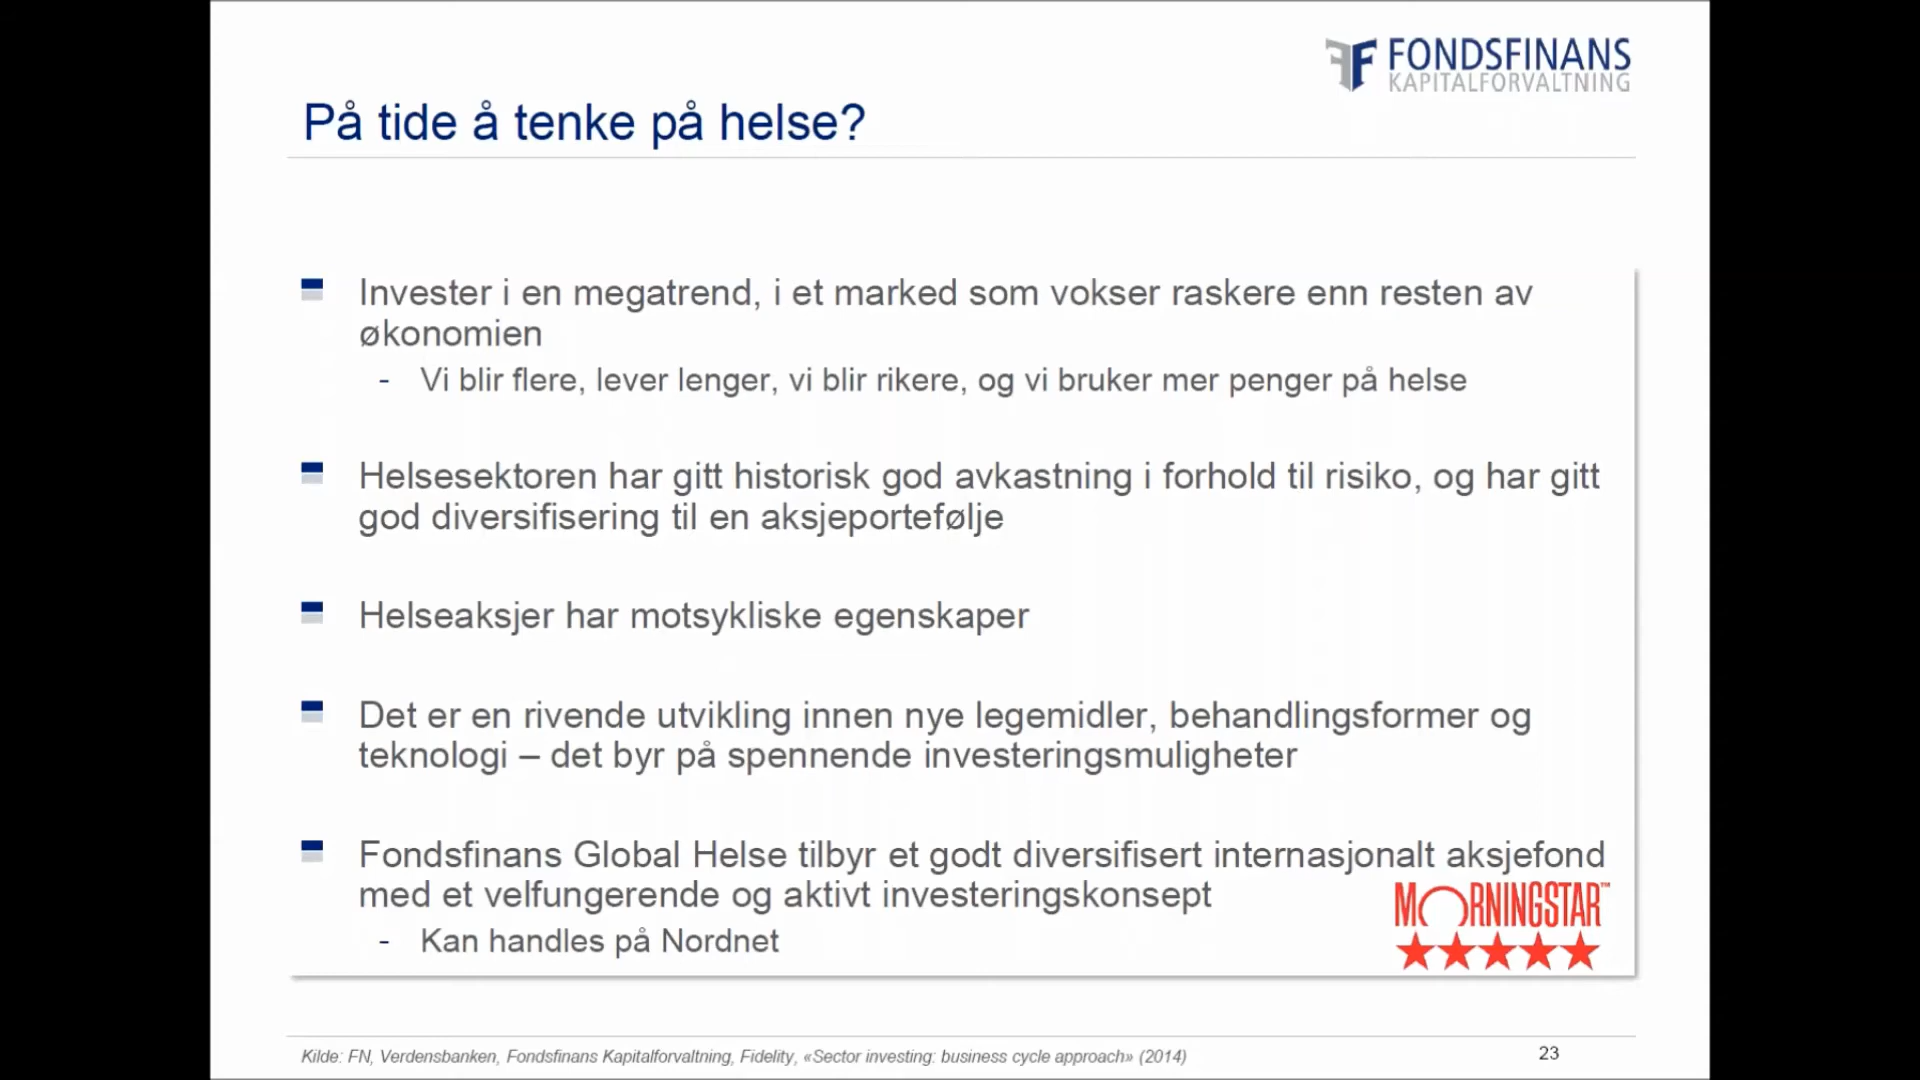 FONDSFINANS
KAPITALFORVALTNING
På tide å tenke på helse?
Invester i en megatrend, i et marked som vokser raskere enn resten av
økonomien
- Vi blir flere, lever lenger, vi blir rikere, og vi bruker mer penger på helse
Helsesektoren har gitt historisk god avkastning i forhold til risiko, og har gitt
god diversifisering til en aksjeportefølje
Helseaksjer har motsykliske egenskaper
Det er en rivende utvikling innen nye legemidler, behandlingsformer og
teknologi – det byr på spennende investeringsmuligheter
Fondsfinans Global Helse tilbyr et godt diversifisert internasjonalt aksjefond
med et velfungerende og aktivt investeringskonsept
- Kan handles på Nordnet
MORNINGSTAR™
Kilde: FN, Verdensbanken, Fondsfinans Kapitalforvaltning, Fidelity, «Sector investing: business cycle approach» (2014)
23